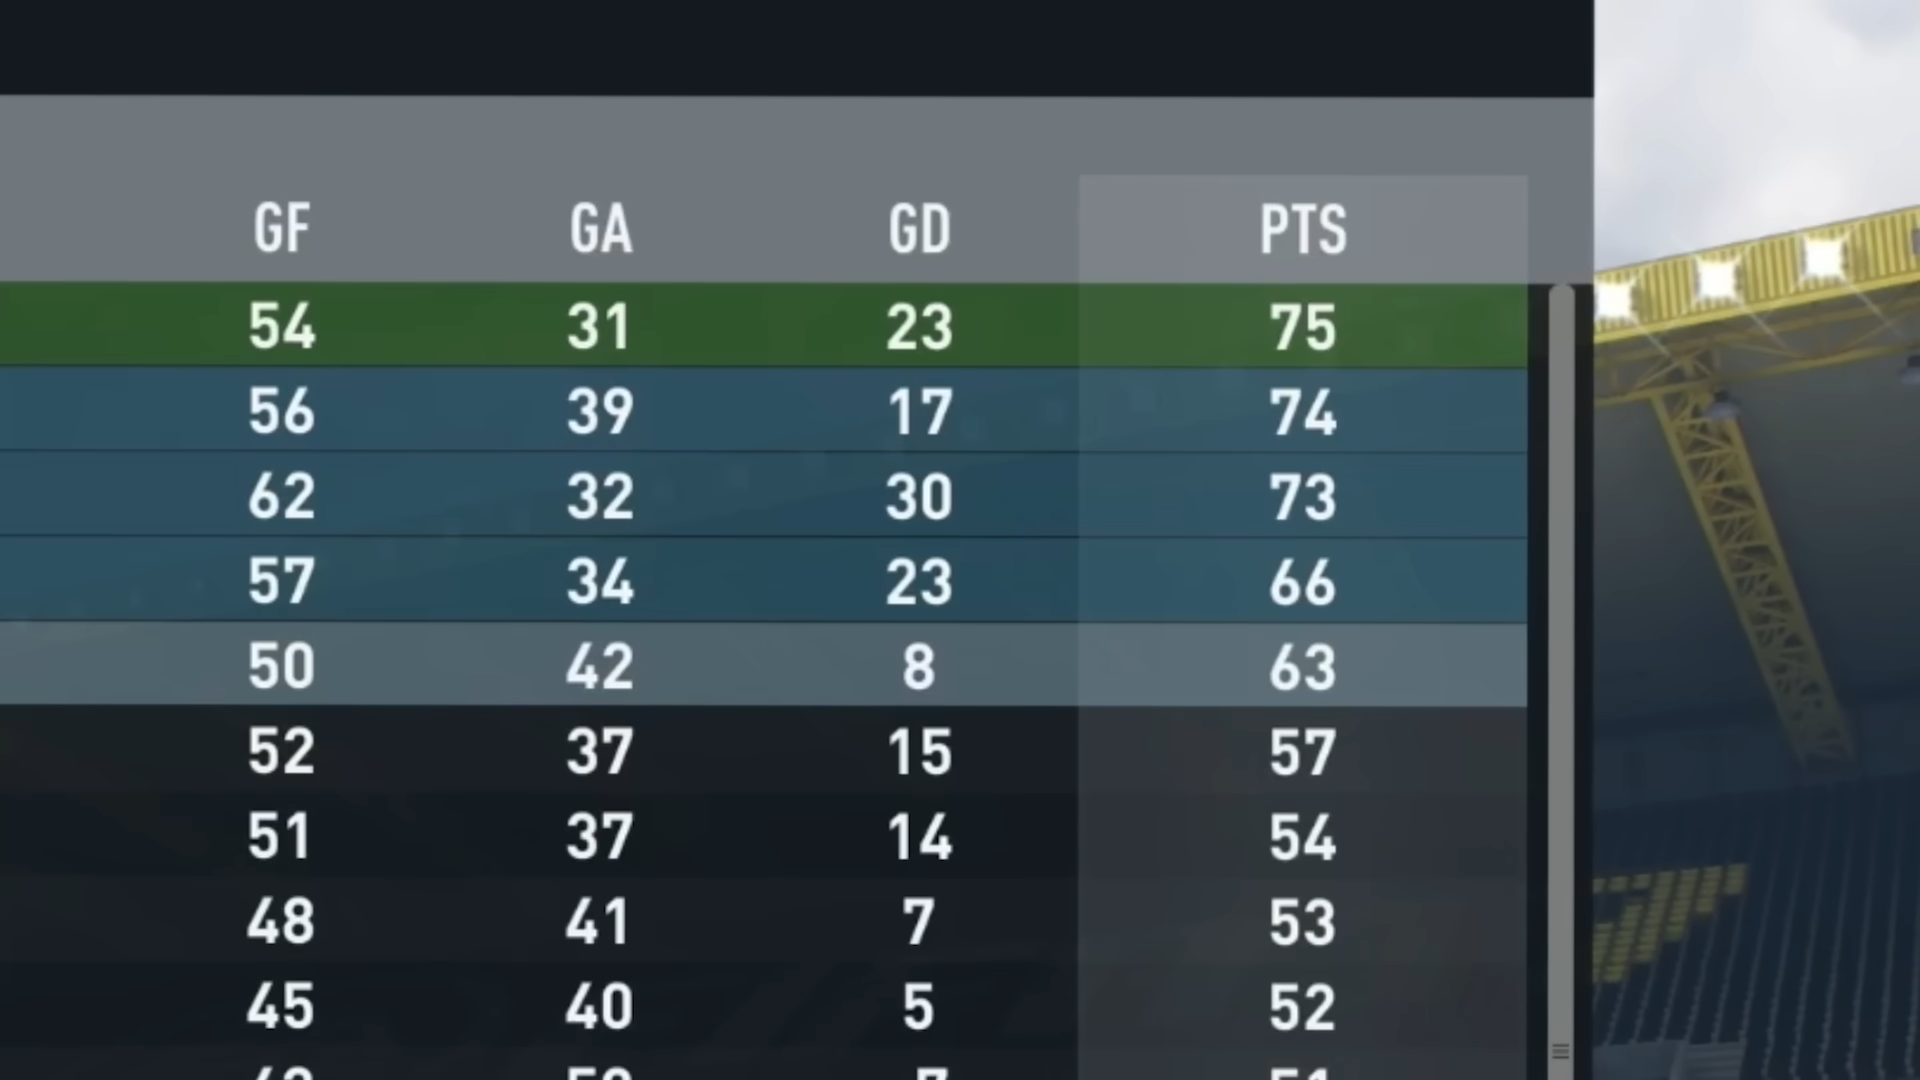 GF GA GD PTS
54 31 23 75
56 39 17 74
62 32 30 73
57 34 23 66
50 42 8 63
52 37 15 57
51 37 14 54
48 41 7 53
45 40 5 52